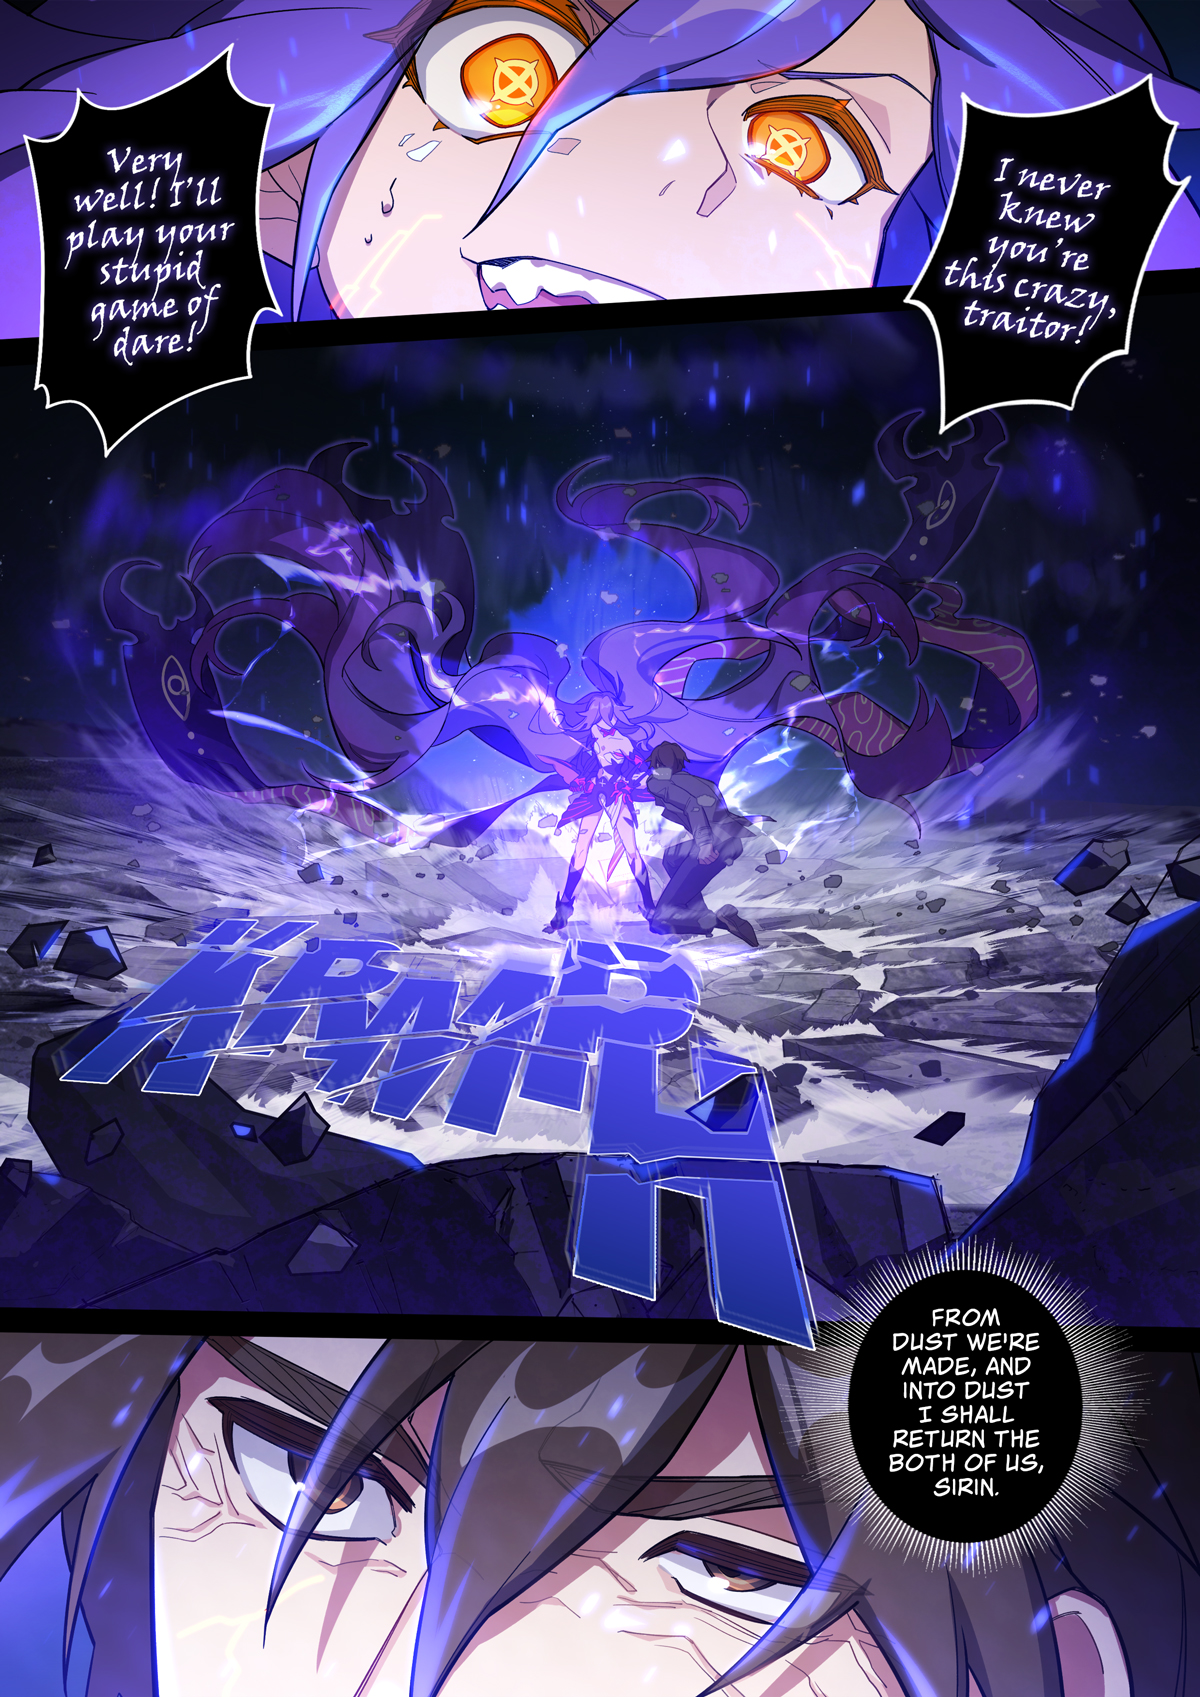 I never
knew
you're
this crazy,
traitor!
Very
well! I'll
play your
stupid
game of
dare!
FROM
DUST WE'RE
MADE, AND
INTO DUST
I SHALL
RETURN THE
BOTH OF US,
SIRIN.